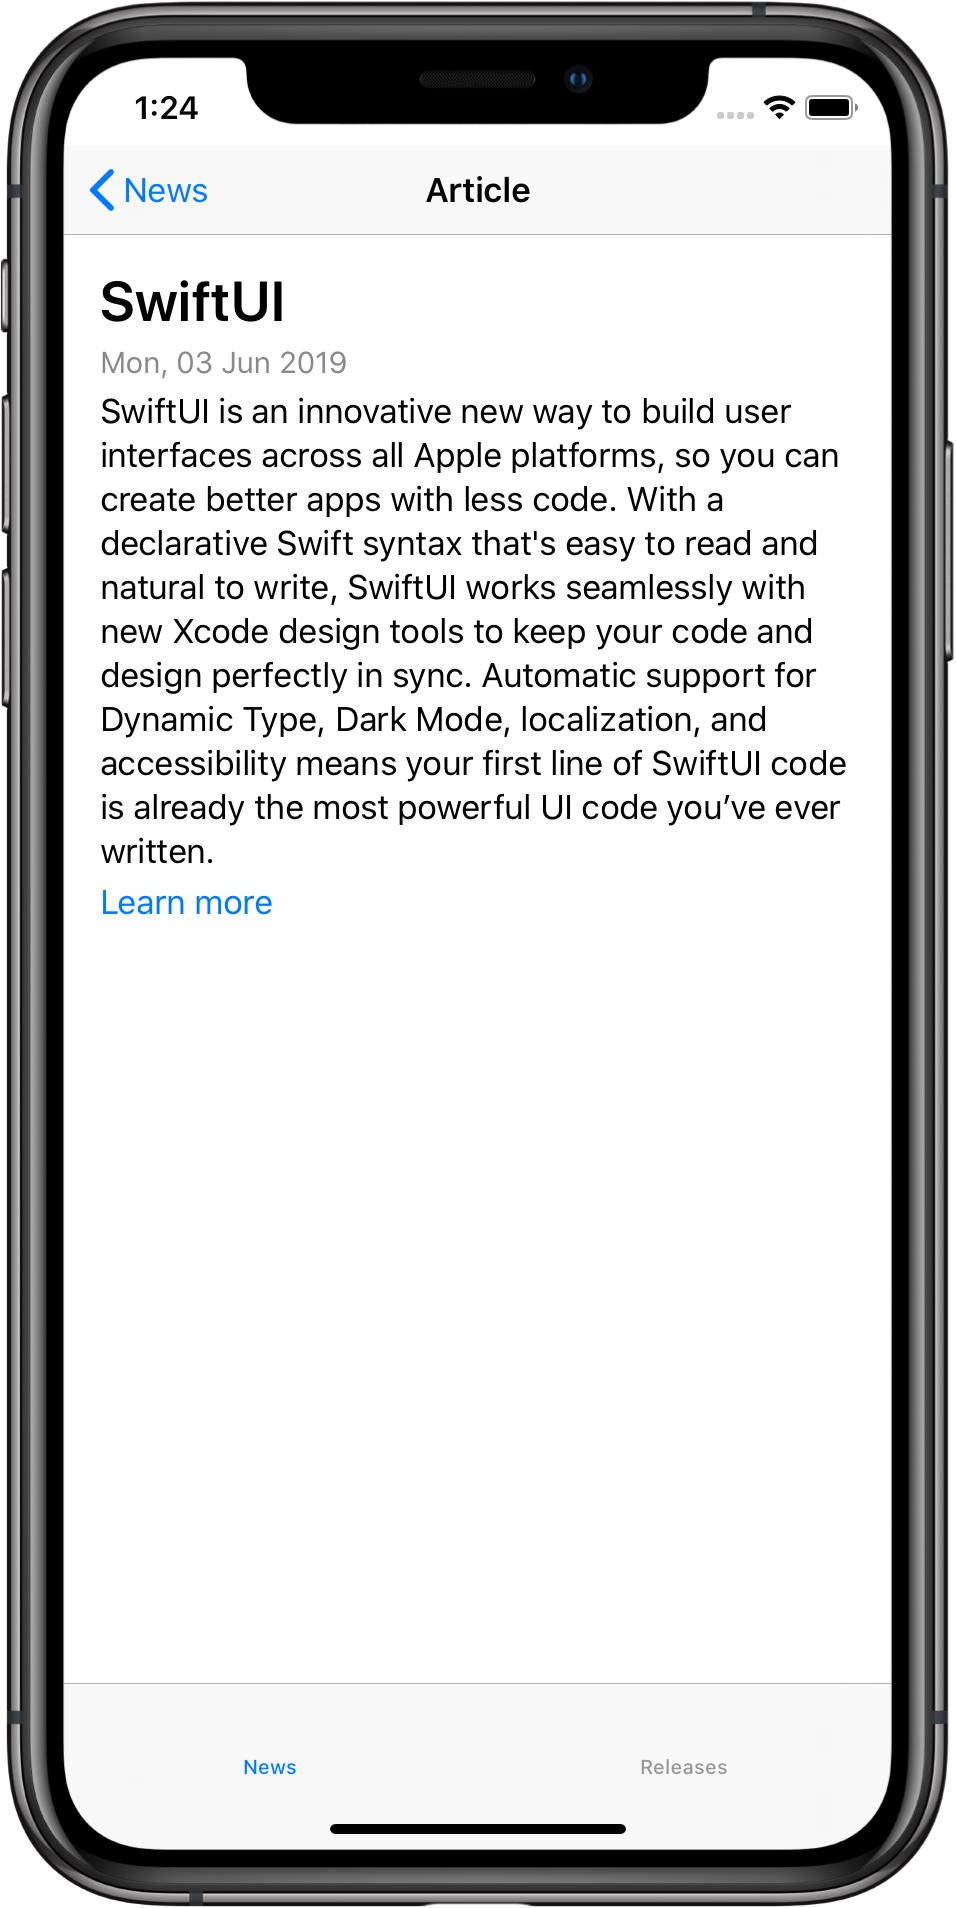 1:24
News
Article
SwiftUI
Mon, 03 Jun 2019
SwiftUI is an innovative new way to build user
interfaces across all Apple platforms, so you can
create better apps with less code. With a
declarative Swift syntax that's easy to read and
natural to write, SwiftUI works seamlessly with
new Xcode design tools to keep your code and
design perfectly in sync. Automatic support for
Dynamic Type, Dark Mode, localization, and
accessibility means your first line of SwiftUI code
is already the most powerful UI code you’ve ever
written.
Learn more
News
Releases